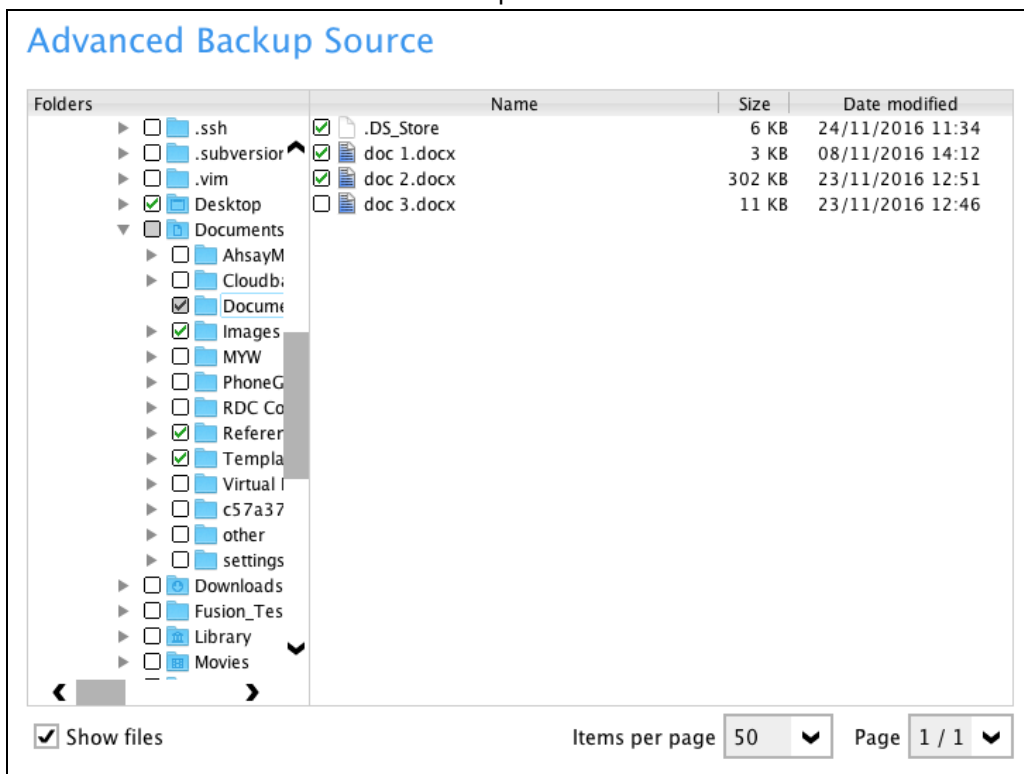 Advanced Backup Source
Folders Name Size Date modified
.ssh .DS_Store 6 KB 24/11/2016 11:34
.subversior doc 1.docx 3 KB 08/11/2016 14:12
.vim doc 2.docx 302 KB 23/11/2016 12:51
Desktop doc 3.docx 11 KB 23/11/2016 12:46
Documents
AhsayM
Cloudba
Docume
Images
MYW
PhoneG
RDC Co
Referer
Templa
Virtual
c57a37
other
settings
Downloads
Fusion_Tes
Library
Movies
Show files Items per page 50 Page 1 / 1